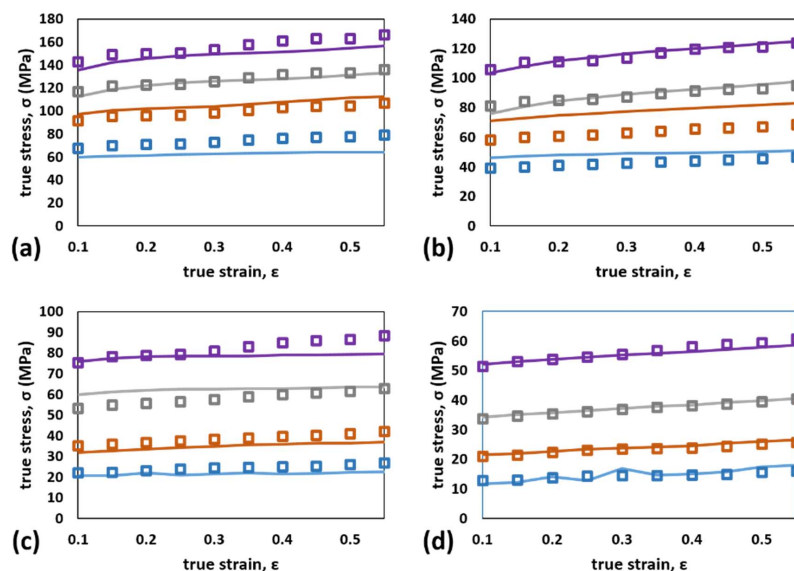 180
160
140
120
100
80
60
40
20
0
true stress, σ (MPa)
0.1 0.2 0.3 0.4 0.5
true strain, ε
(a)
140
120
100
80
60
40
20
0
true stress, σ (MPa)
0.1 0.2 0.3 0.4 0.5
true strain, ε
(b)
100
90
80
70
60
50
40
30
20
10
0
true stress, σ (MPa)
0.1 0.2 0.3 0.4 0.5
true strain, ε
(c)
70
60
50
40
30
20
10
0
true stress, σ (MPa)
0.1 0.2 0.3 0.4 0.5
true strain, ε
(d)